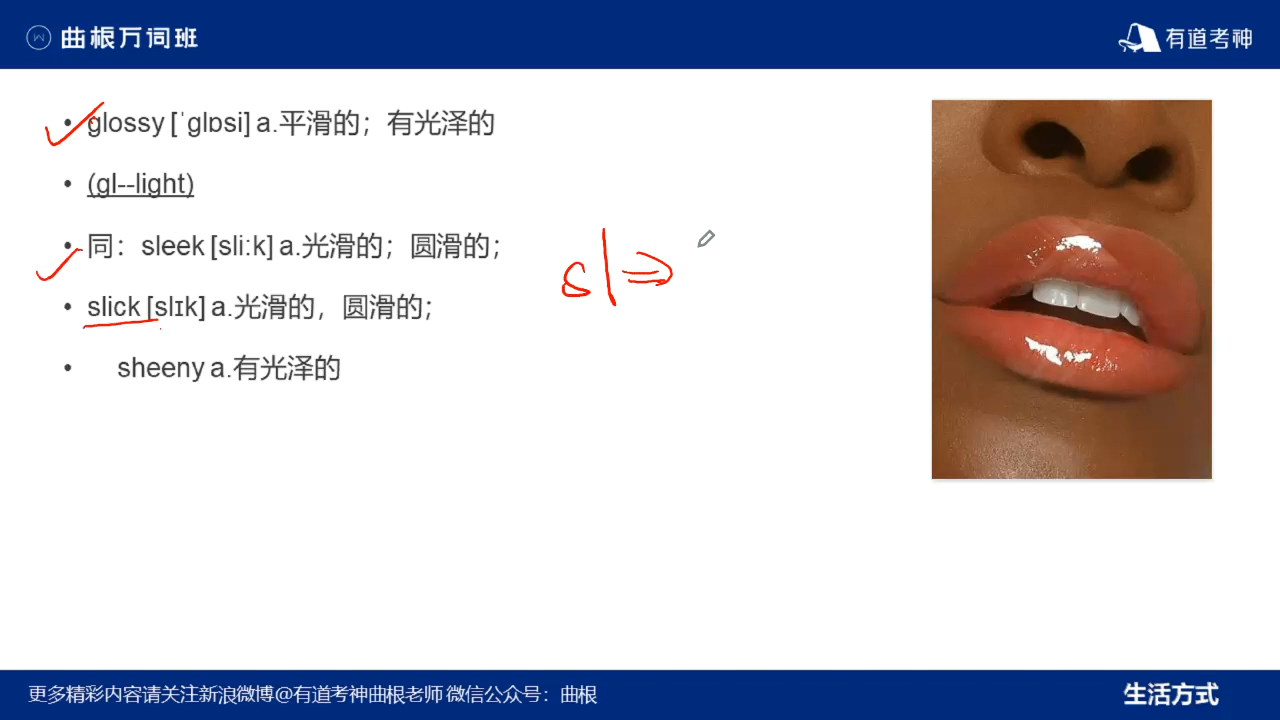 曲根万词班
有道考神
• glossy [ˈglɒsi] a.平滑的；有光泽的
• (gl--light)
• 同：sleek [sliːk] a.光滑的；圆滑的；
• slick [slɪk] a.光滑的，圆滑的；
• sheeny a.有光泽的
sl⇒
更多精彩内容请关注新浪微博@有道考神曲根老师 微信公众号：曲根
生活方式